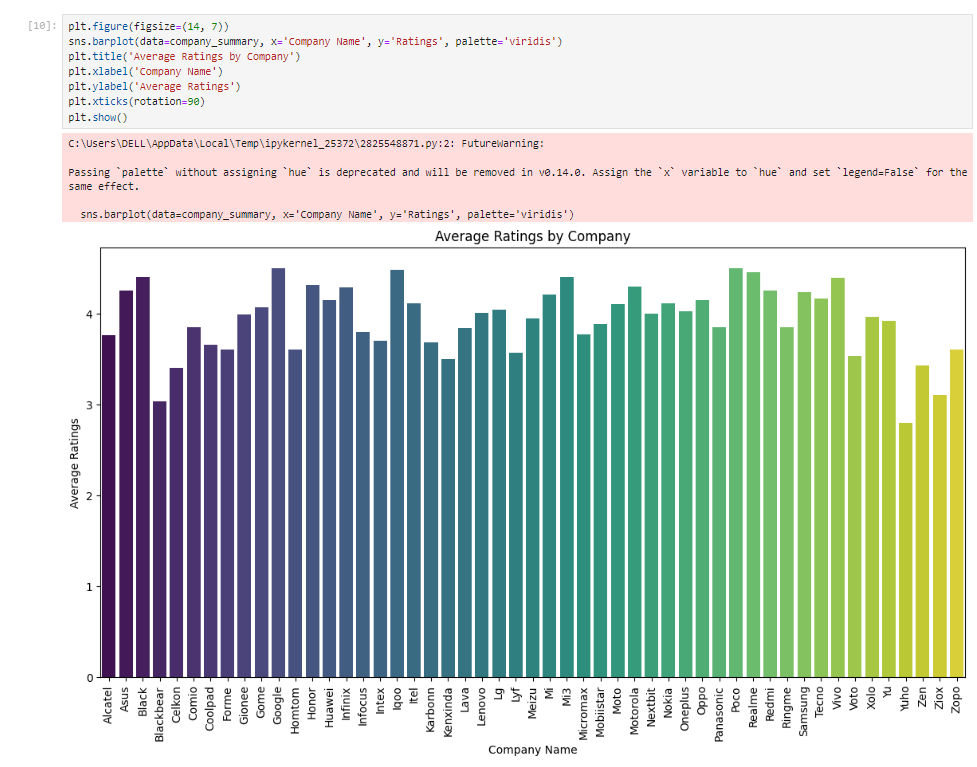 [10]:
plt.figure(figsize=(14, 7))
sns.barplot(data=company_summary, x='Company Name', y='Ratings', palette='viridis')
plt.title('Average Ratings by Company')
plt.xlabel('Company Name')
plt.ylabel('Average Ratings')
plt.xticks(rotation=90)
plt.show()
C:\Users\DELL\AppData\Local\Temp\ipykernel_25372\2825548871.py:2: FutureWarning:
Passing `palette` without assigning `hue` is deprecated and will be removed in v0.14.0. Assign the `x` variable to `hue` and set `legend=False` for the
same effect.
sns.barplot(data=company_summary, x='Company Name', y='Ratings', palette='viridis')
Average Ratings by Company
Average Ratings
4
3
2
1
0
Alcatel
Asus
Black
Blackbear
Celkon
Comio
Coolpad
Forme
Gionee
Gome
Google
Homtom
Honor
Huawei
Infinix
Infocus
Intex
Iqoo
Itel
Karbonn
Kenxinda
Lava
Lenovo
Lg
Lyf
Meizu
Mi
Mi3
Micromax
Mobiistar
Moto
Motorola
Nextbit
Nokia
Oneplus
Oppo
Panasonic
Poco
Realme
Redmi
Ringme
Samsung
Tecno
Vivo
Voto
Xolo
Yu
Yuho
Zen
Ziox
Zopo
Company Name